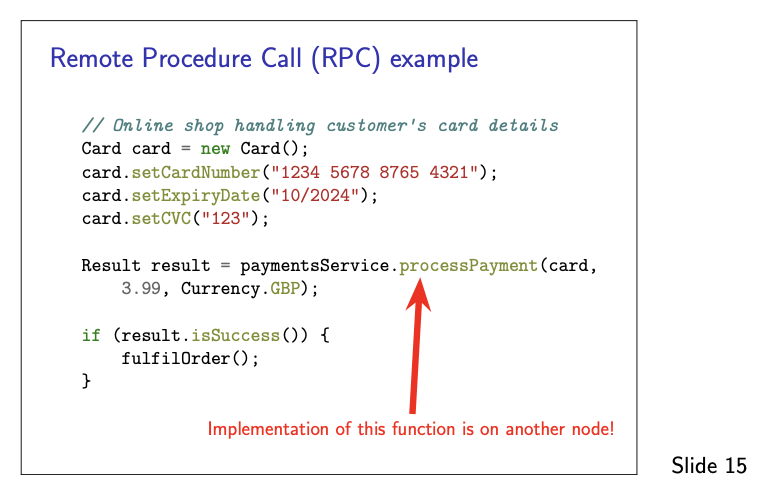 Remote Procedure Call (RPC) example
// Online shop handling customer's card details
Card card = new Card();
card.setCardNumber("1234 5678 8765 4321");
card.setExpiryDate("10/2024");
card.setCVC("123");
Result result = paymentsService.processPayment(card,
3.99, Currency.GBP);
if (result.isSuccess()) {
fulfilOrder();
}
Implementation of this function is on another node!
Slide 15